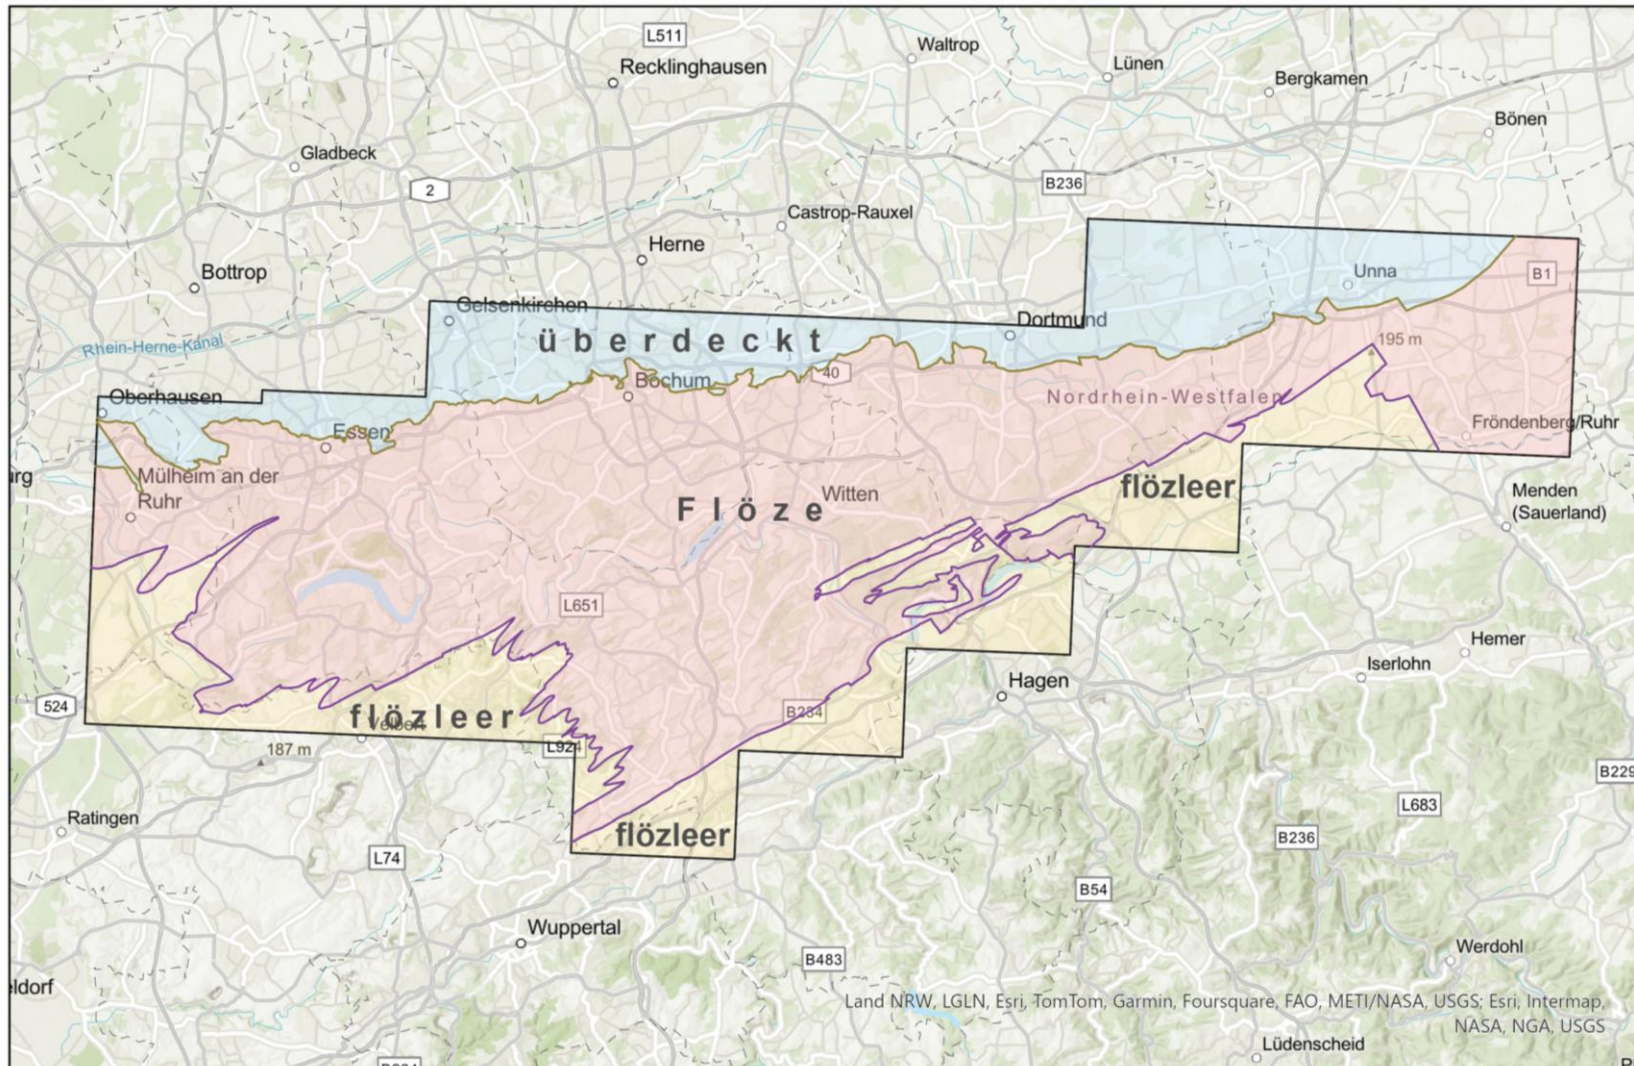 L511
Waltrop
Recklinghausen
Lünen
Bergkamen
Bönen
Gladbeck
2
B236
Castrop-Rauxel
Herne
Bottrop
Unna
B1
Gelsenkirchen
Dortmund
überdeckt
195 m
Rhein-Herne-Kanal
40
Bochum
Oberhausen
Nordrhein-Westfalen
Essen
Fröndenberg/Ruhr
Mülheim an der
Ruhr
Witten
flözleer
Flöze
Menden
(Sauerland)
L651
Hemer
Iserlohn
Hagen
524
B234
flözleer
Velbert
187 m
L924
B229
L683
Ratingen
flözleer
B236
L74
B54
Wuppertal
Werdohl
B483
Land NRW, LGLN, Esri, TomTom, Garmin, Foursquare, FAO, METI/NASA, USGS; Esri, Intermap,
NASA, NGA, USGS
Lüdenscheid